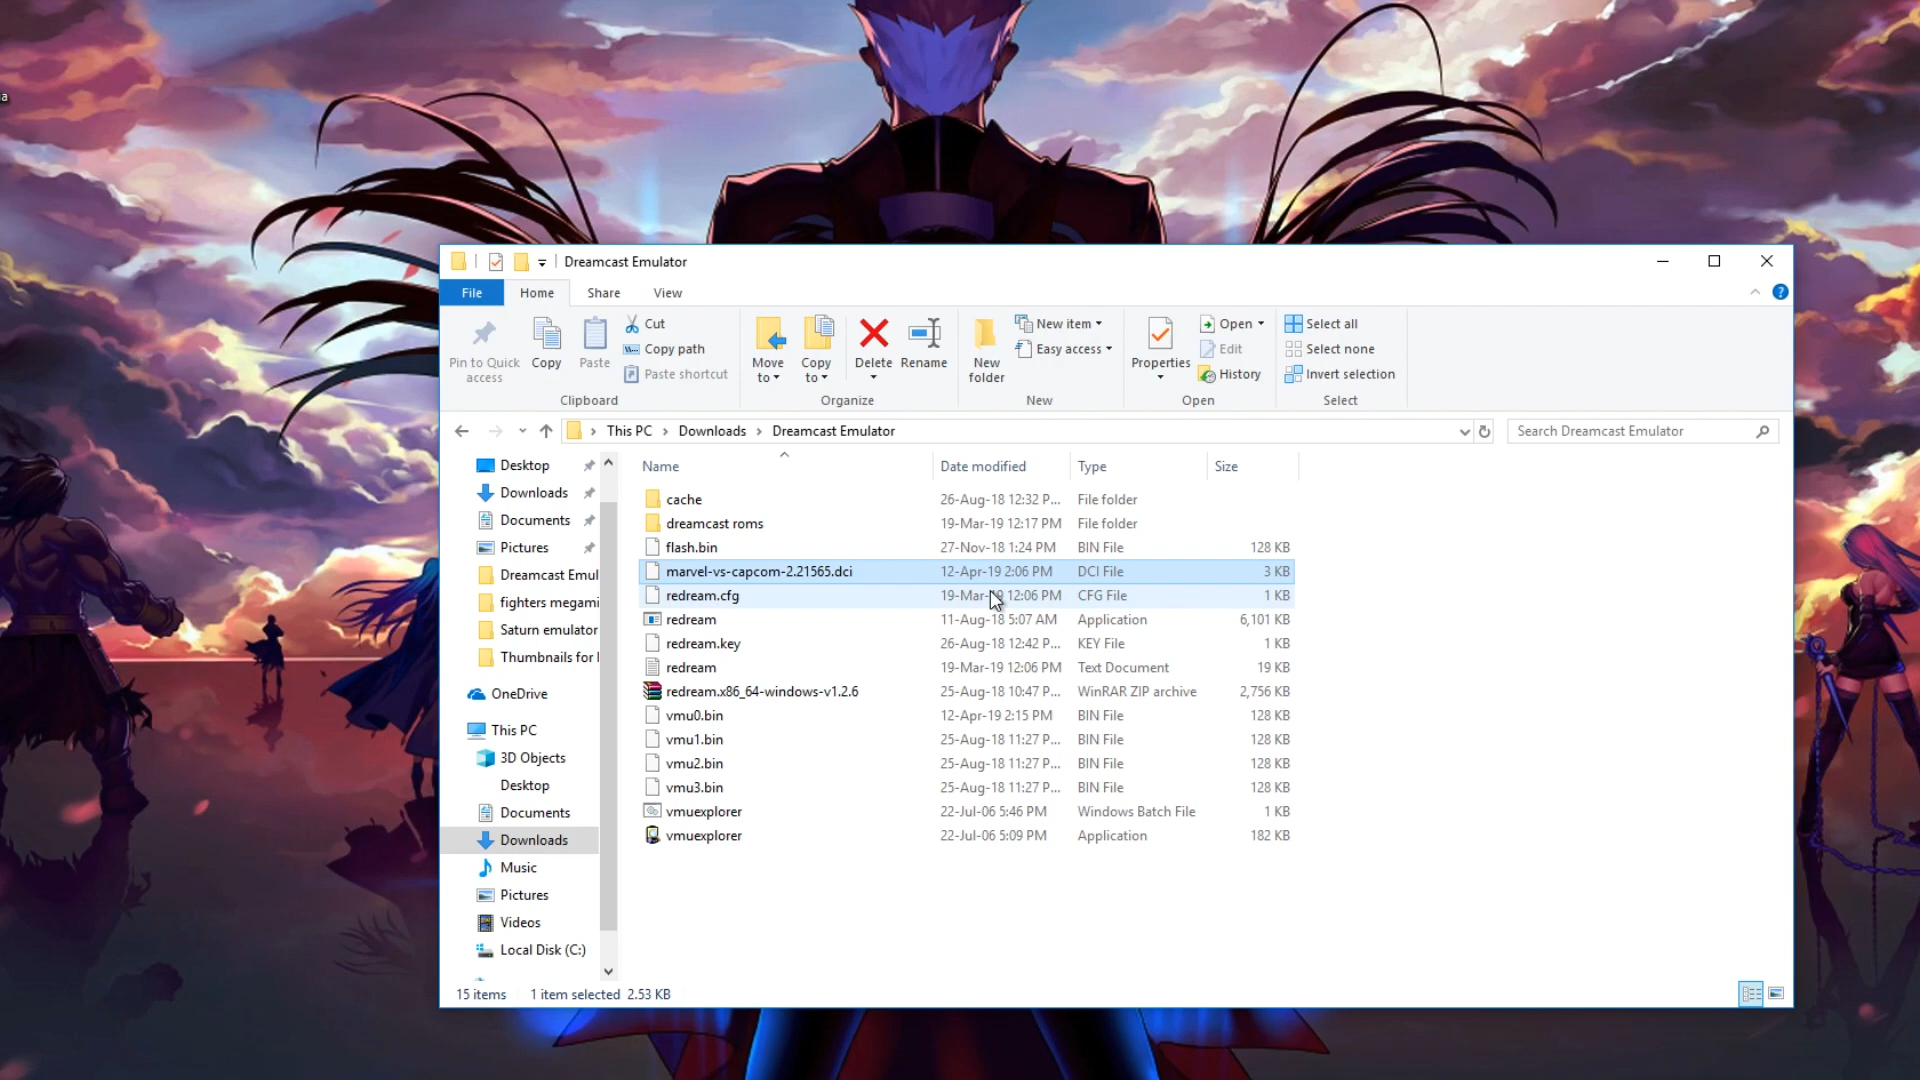 a
Dreamcast Emulator
File Home Share View
Pin to Quick access
Copy
Paste
Cut
Copy path
Paste shortcut
Clipboard
Move to
Copy to
Delete
Rename
Organize
New folder
New item
Easy access
New
Properties
Open
Edit
History
Open
Select all
Select none
Invert selection
Select
This PC > Downloads > Dreamcast Emulator
Search Dreamcast Emulator
Desktop
Downloads
Documents
Pictures
Dreamcast Emul
fighters megami
Saturn emulator
Thumbnails for
OneDrive
This PC
3D Objects
Desktop
Documents
Downloads
Music
Pictures
Videos
Local Disk (C:)
Name Date modified Type Size
cache 26-Aug-18 12:32 P... File folder
dreamcast roms 19-Mar-19 12:17 PM File folder
flash.bin 27-Nov-18 1:24 PM BIN File 128 KB
marvel-vs-capcom-2.21565.dci 12-Apr-19 2:06 PM DCI File 3 KB
redream.cfg 19-Mar-19 12:06 PM CFG File 1 KB
redream 11-Aug-18 5:07 AM Application 6,101 KB
redream.key 26-Aug-18 12:42 P... KEY File 1 KB
redream 19-Mar-19 12:06 PM Text Document 19 KB
redream.x86_64-windows-v1.2.6 25-Aug-18 10:47 P... WinRAR ZIP archive 2,756 KB
vmu0.bin 12-Apr-19 2:15 PM BIN File 128 KB
vmu1.bin 25-Aug-18 11:27 P... BIN File 128 KB
vmu2.bin 25-Aug-18 11:27 P... BIN File 128 KB
vmu3.bin 25-Aug-18 11:27 P... BIN File 128 KB
vmuexplorer 22-Jul-06 5:46 PM Windows Batch File 1 KB
vmuexplorer 22-Jul-06 5:09 PM Application 182 KB
15 items 1 item selected 2.53 KB